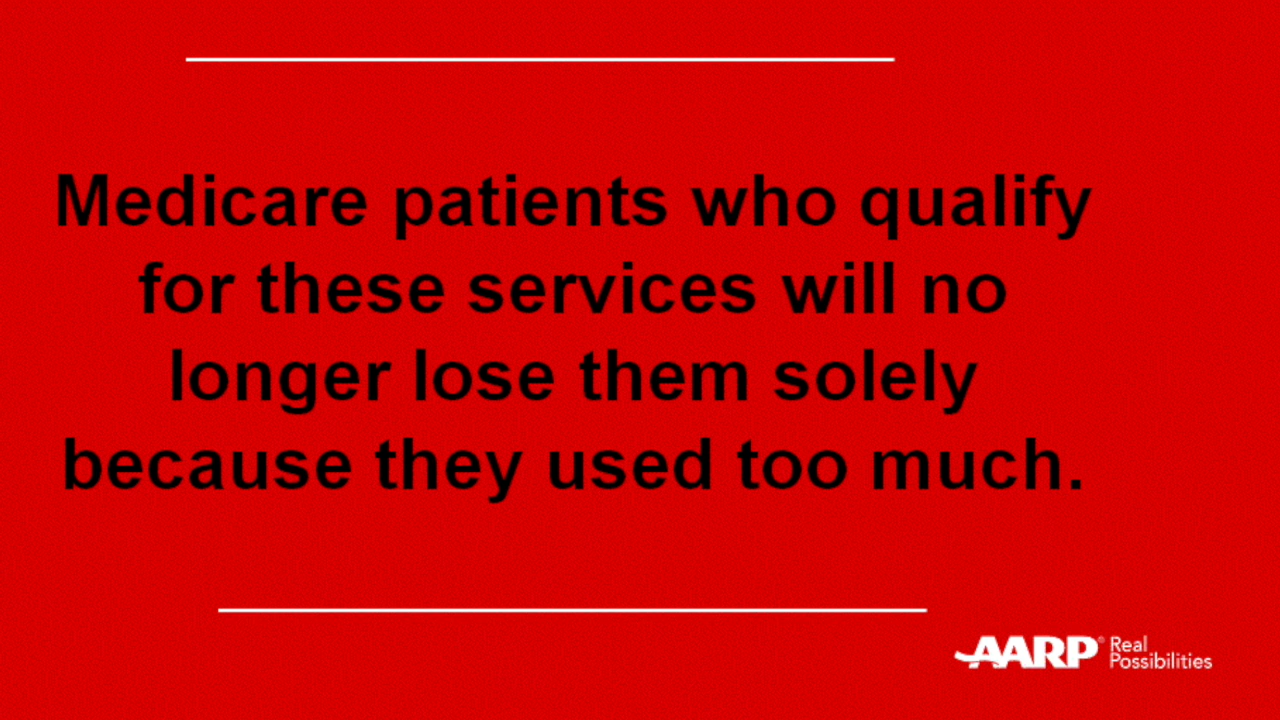 Medicare patients who qualify
for these services will no
longer lose them solely
because they used too much.
AARP® Real
Possibilities